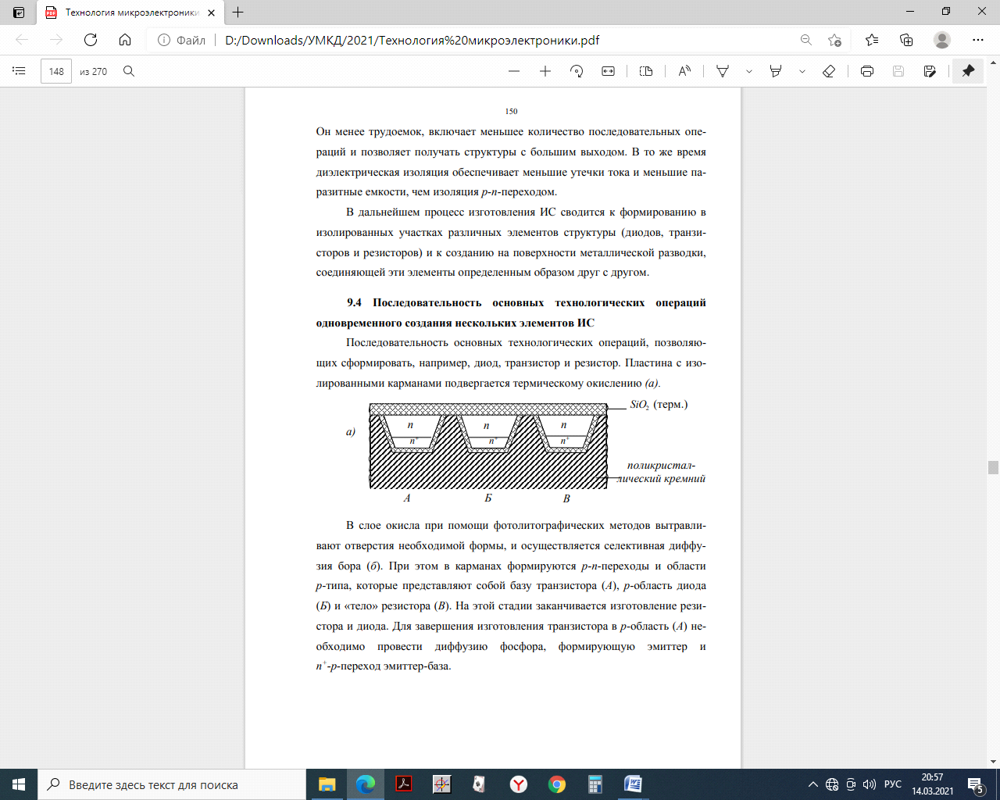 Технология микроэлектроники
Файл
D:/Downloads/УМКД/2021/Технология%20микроэлектроники.pdf
148
из 270
150
Он менее трудоемок, включает меньшее количество последовательных опе-
раций и позволяет получать структуры с большим выходом. В то же время
диэлектрическая изоляция обеспечивает меньшие утечки тока и меньшие па-
разитные емкости, чем изоляция p-n-переходом.
В дальнейшем процесс изготовления ИС сводится к формированию в
изолированных участках различных элементов структуры (диодов, транзи-
сторов и резисторов) и к созданию на поверхности металлической разводки,
соединяющей эти элементы определенным образом друг с другом.
9.4 Последовательность основных технологических операций
одновременного создания нескольких элементов ИС
Последовательность основных технологических операций, позволяю-
щих сформировать, например, диод, транзистор и резистор. Пластина с изо-
лированными карманами подвергается термическому окислению (а).
SiO₂ (терм.)
а)
n n n
n⁺ n⁺ n⁺
поликристал-
лический кремний
А Б В
В слое окисла при помощи фотолитографических методов вытравли-
вают отверстия необходимой формы, и осуществляется селективная диффу-
зия бора (б). При этом в карманах формируются p-n-переходы и области
p-типа, которые представляют собой базу транзистора (А), p-область диода
(Б) и «тело» резистора (В). На этой стадии заканчивается изготовление рези-
стора и диода. Для завершения изготовления транзистора в p-область (А) не-
обходимо провести диффузию фосфора, формирующую эмиттер и
n⁺-p-переход эмиттер-база.
Введите здесь текст для поиска
РУС
20:57
14.03.2021
5